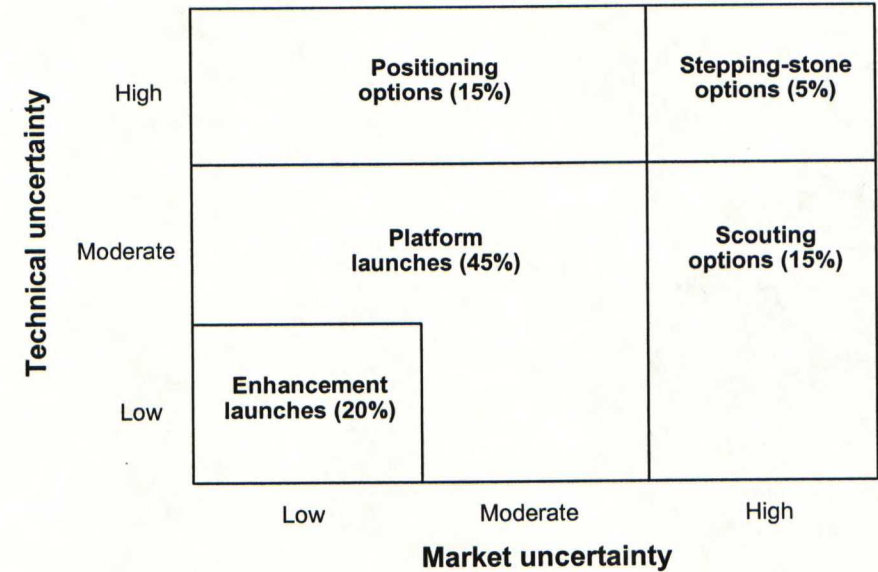 Technical uncertainty
High
Positioning
options (15%)
Stepping-stone
options (5%)
Moderate
Platform
launches (45%)
Scouting
options (15%)
Low
Enhancement
launches (20%)
Low
Moderate
High
Market uncertainty